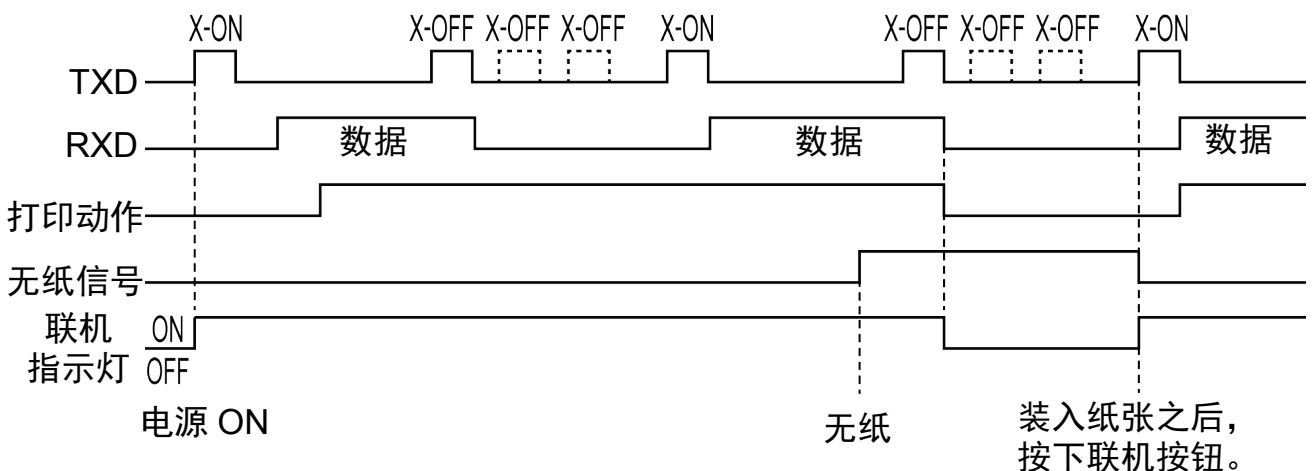 X-ON X-OFF X-OFF X-OFF X-ON X-OFF X-OFF X-OFF X-ON
TXD
RXD 数据 数据 数据
打印动作
无纸信号
联机 ON
指示灯 OFF
电源 ON
无纸
装入纸张之后，
按下联机按钮。